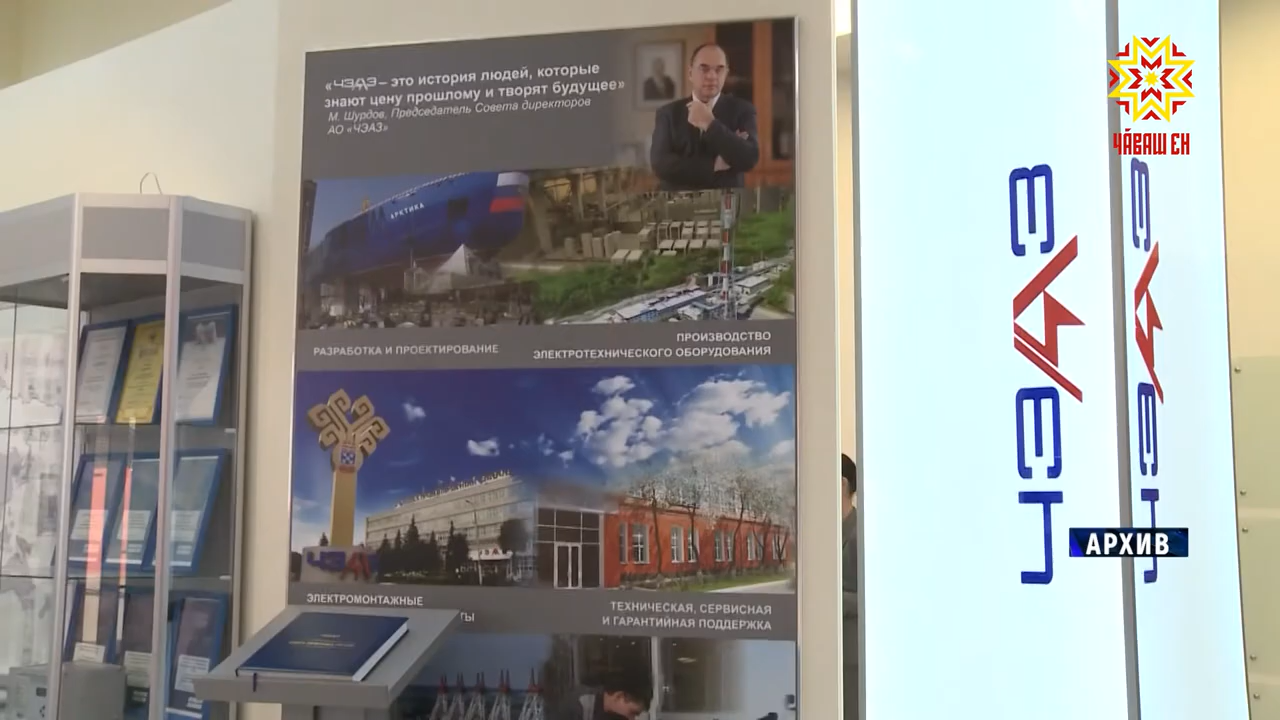 «ЧЭАЗ – это история людей, которые
знают цену прошлому и творят будущее»
М. Шурдов, Председатель Совета директоров
АО «ЧЭАЗ»
АРКТИКА
РАЗРАБОТКА И ПРОЕКТИРОВАНИЕ
ПРОИЗВОДСТВО
ЭЛЕКТРОТЕХНИЧЕСКОГО ОБОРУДОВАНИЯ
ЧЭАЗ
ЭЛЕКТРОМОНТАЖНЫЕ
ТЕХНИЧЕСКАЯ, СЕРВИСНАЯ
И ГАРАНТИЙНАЯ ПОДДЕРЖКА
ЧЭАЗ
ЧЭАЗ
ЧĂВАШ ЕН
АРХИВ